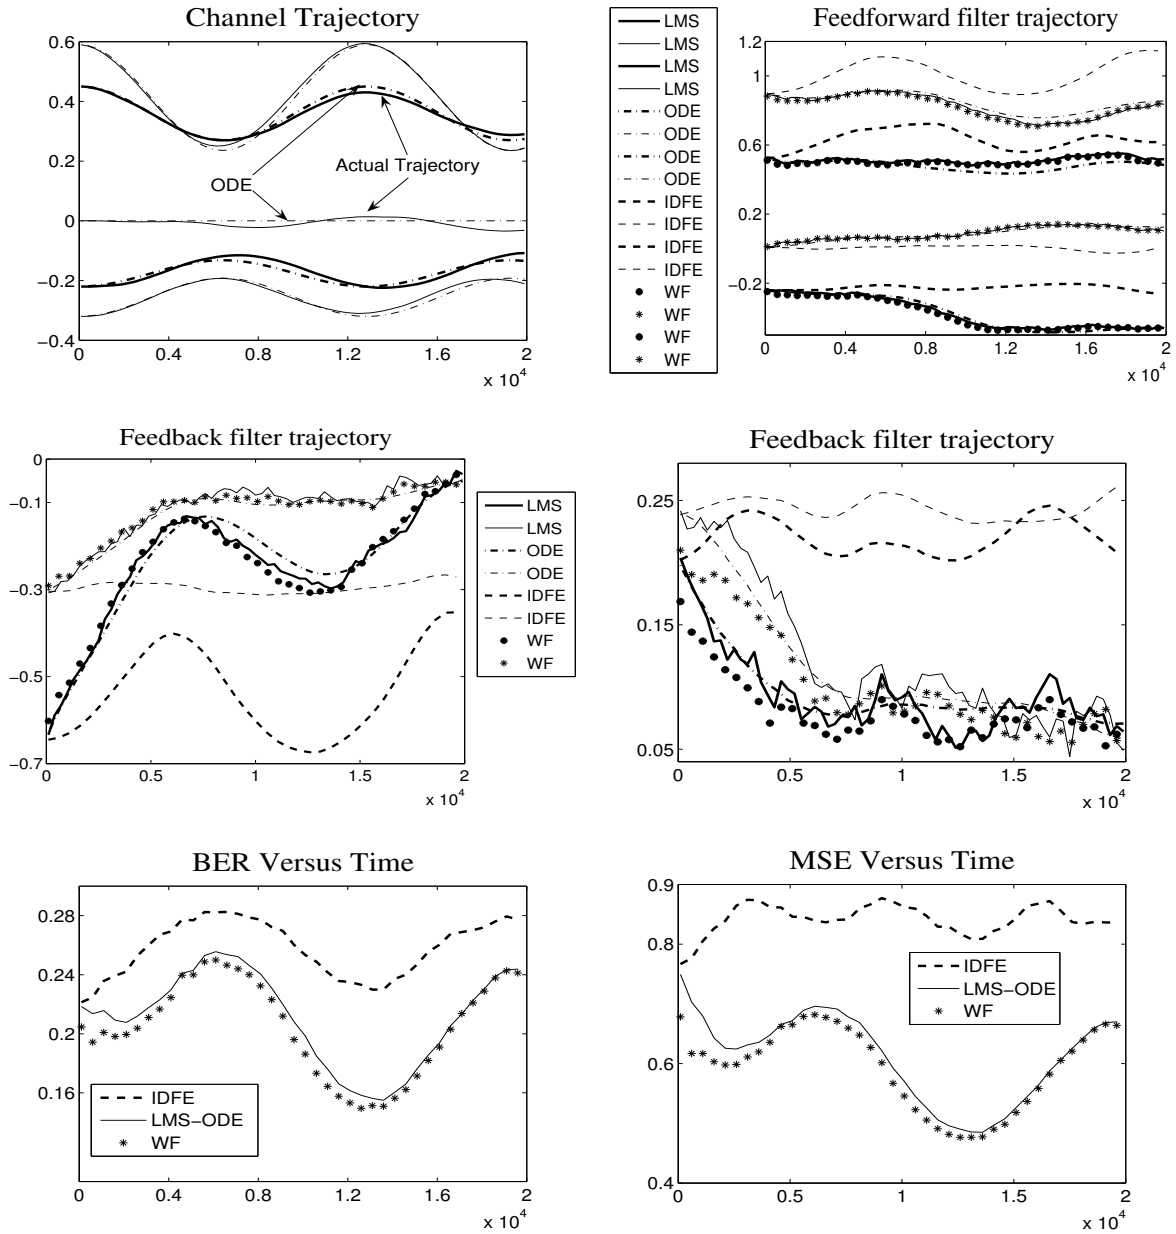 Channel Trajectory
0.6
0.4
0.2
0
−0.2
−0.4
ODE
Actual Trajectory
0
0.4
0.8
1.2
1.6
2
x 10^4
LMS
LMS
LMS
LMS
ODE
ODE
ODE
ODE
IDFE
IDFE
IDFE
IDFE
WF
WF
WF
WF
Feedforward filter trajectory
1.2
1
0.6
0.2
−0.2
0
0.4
0.8
1.2
1.6
2
x 10^4
Feedback filter trajectory
0
−0.1
−0.3
−0.5
−0.7
0
0.5
1
1.5
2
x 10^4
LMS
LMS
ODE
ODE
IDFE
IDFE
WF
WF
Feedback filter trajectory
0.25
0.15
0.05
0
0.5
1
1.5
2
x 10^4
BER Versus Time
0.28
0.24
0.2
0.16
IDFE
LMS−ODE
WF
0
0.4
0.8
1.2
1.6
2
x 10^4
MSE Versus Time
0.9
0.8
0.6
0.4
IDFE
LMS−ODE
WF
0
0.5
1
1.5
2
x 10^4